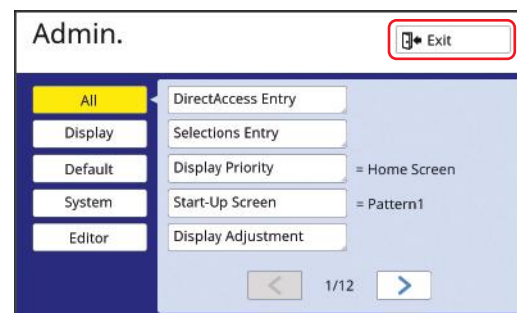 Admin.
Exit
All
DirectAccess Entry
Display
Selections Entry
Default
Display Priority
= Home Screen
System
Start-Up Screen
= Pattern1
Editor
Display Adjustment
1/12